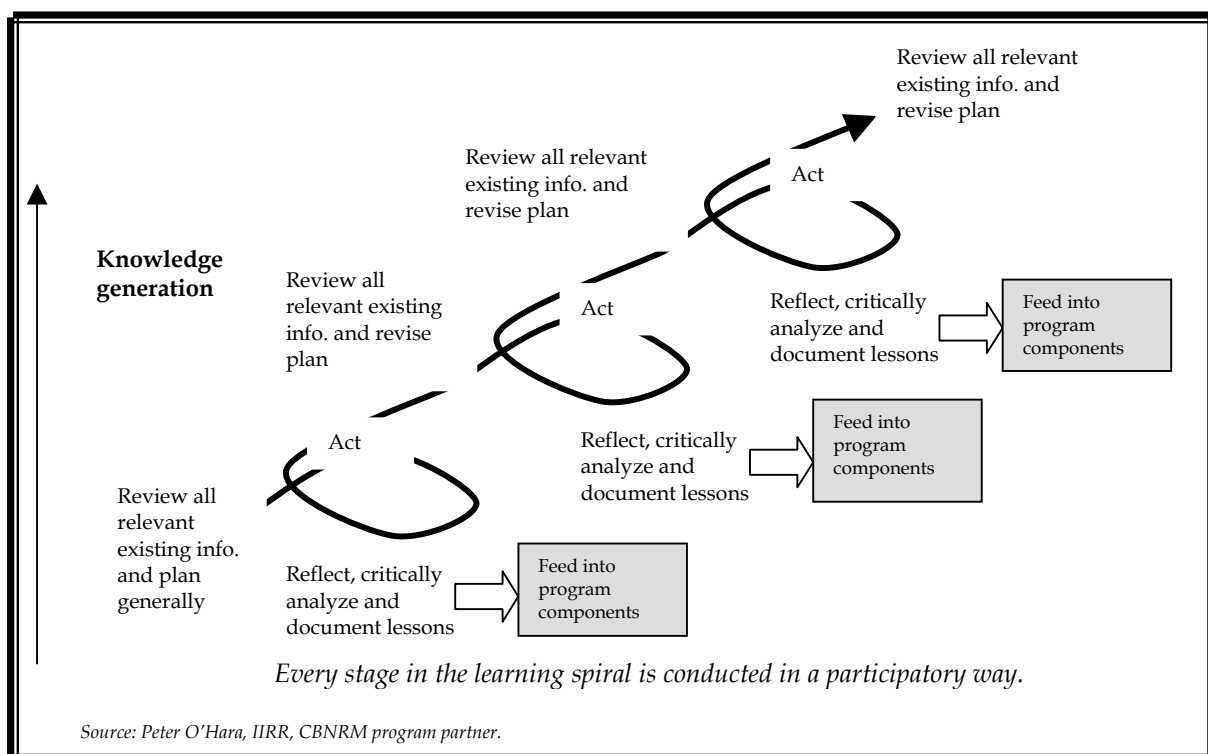 Review all relevant
existing info. and
revise plan
Review all relevant
existing info. and
revise plan
Act
Knowledge
generation
Review all
relevant existing
info. and revise
plan
Act
Reflect, critically
analyze and
document lessons
Feed into
program
components
Act
Reflect, critically
analyze and
document lessons
Feed into
program
components
Review all
relevant
existing info.
and plan
generally
Reflect, critically
analyze and
document lessons
Feed into
program
components
Every stage in the learning spiral is conducted in a participatory way.
Source: Peter O’Hara, IIRR, CBNRM program partner.